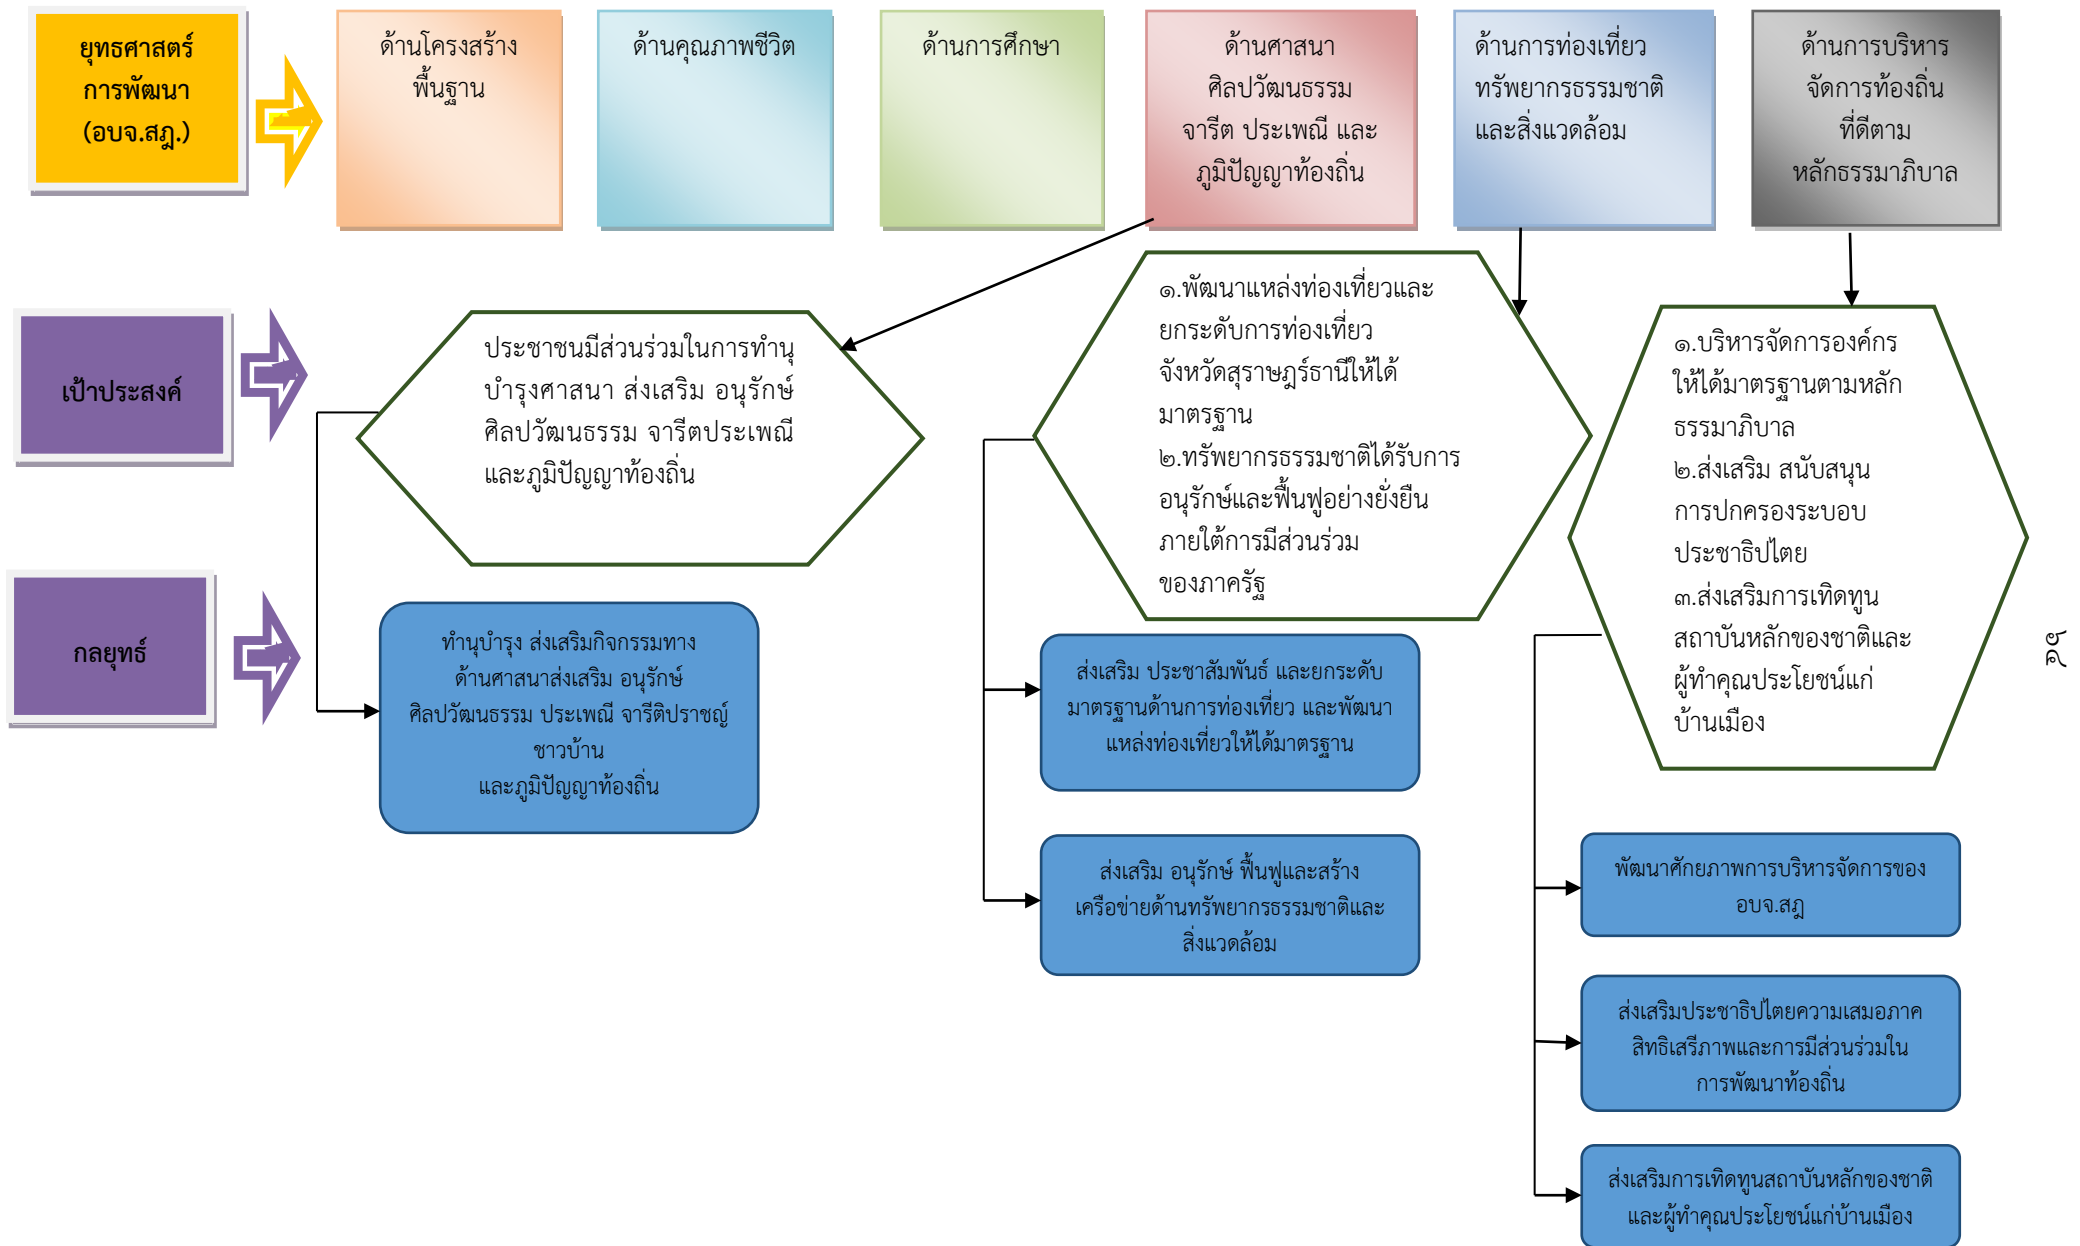 ยุทธศาสตร์
การพัฒนา
(อบจ.สฎ.)
ด้านโครงสร้าง
พื้นฐาน
ด้านคุณภาพชีวิต
ด้านการศึกษา
ด้านศาสนา
ศิลปวัฒนธรรม
จารีต ประเพณี และ
ภูมิปัญญาท้องถิ่น
ด้านการท่องเที่ยว
ทรัพยากรธรรมชาติ
และสิ่งแวดล้อม
ด้านการบริหาร
จัดการท้องถิ่น
ที่ดีตาม
หลักธรรมาภิบาล
เป้าประสงค์
ประชาชนมีส่วนร่วมในการทำนุ
บำรุงศาสนา ส่งเสริม อนุรักษ์
ศิลปวัฒนธรรม จารีตประเพณี
และภูมิปัญญาท้องถิ่น
๑.พัฒนาแหล่งท่องเที่ยวและ
ยกระดับการท่องเที่ยว
จังหวัดสุราษฎร์ธานีให้ได้
มาตรฐาน
๒.ทรัพยากรธรรมชาติได้รับการ
อนุรักษ์และฟื้นฟูอย่างยั่งยืน
ภายใต้การมีส่วนร่วม
ของภาครัฐ
๑.บริหารจัดการองค์กร
ให้ได้มาตรฐานตามหลัก
ธรรมาภิบาล
๒.ส่งเสริม สนับสนุน
การปกครองระบอบ
ประชาธิปไตย
๓.ส่งเสริมการเทิดทูน
สถาบันหลักของชาติและ
ผู้ทำคุณประโยชน์แก่
บ้านเมือง
กลยุทธ์
ทำนุบำรุง ส่งเสริมกิจกรรมทาง
ด้านศาสนาส่งเสริม อนุรักษ์
ศิลปวัฒนธรรม ประเพณี จารีติปราชญ์
ชาวบ้าน
และภูมิปัญญาท้องถิ่น
ส่งเสริม ประชาสัมพันธ์ และยกระดับ
มาตรฐานด้านการท่องเที่ยว และพัฒนา
แหล่งท่องเที่ยวให้ได้มาตรฐาน
ส่งเสริม อนุรักษ์ ฟื้นฟูและสร้าง
เครือข่ายด้านทรัพยากรธรรมชาติและ
สิ่งแวดล้อม
พัฒนาศักยภาพการบริหารจัดการของ
อบจ.สฎ
ส่งเสริมประชาธิปไตยความเสมอภาค
สิทธิเสรีภาพและการมีส่วนร่วมใน
การพัฒนาท้องถิ่น
ส่งเสริมการเทิดทูนสถาบันหลักของชาติ
และผู้ทำคุณประโยชน์แก่บ้านเมือง
๖๔